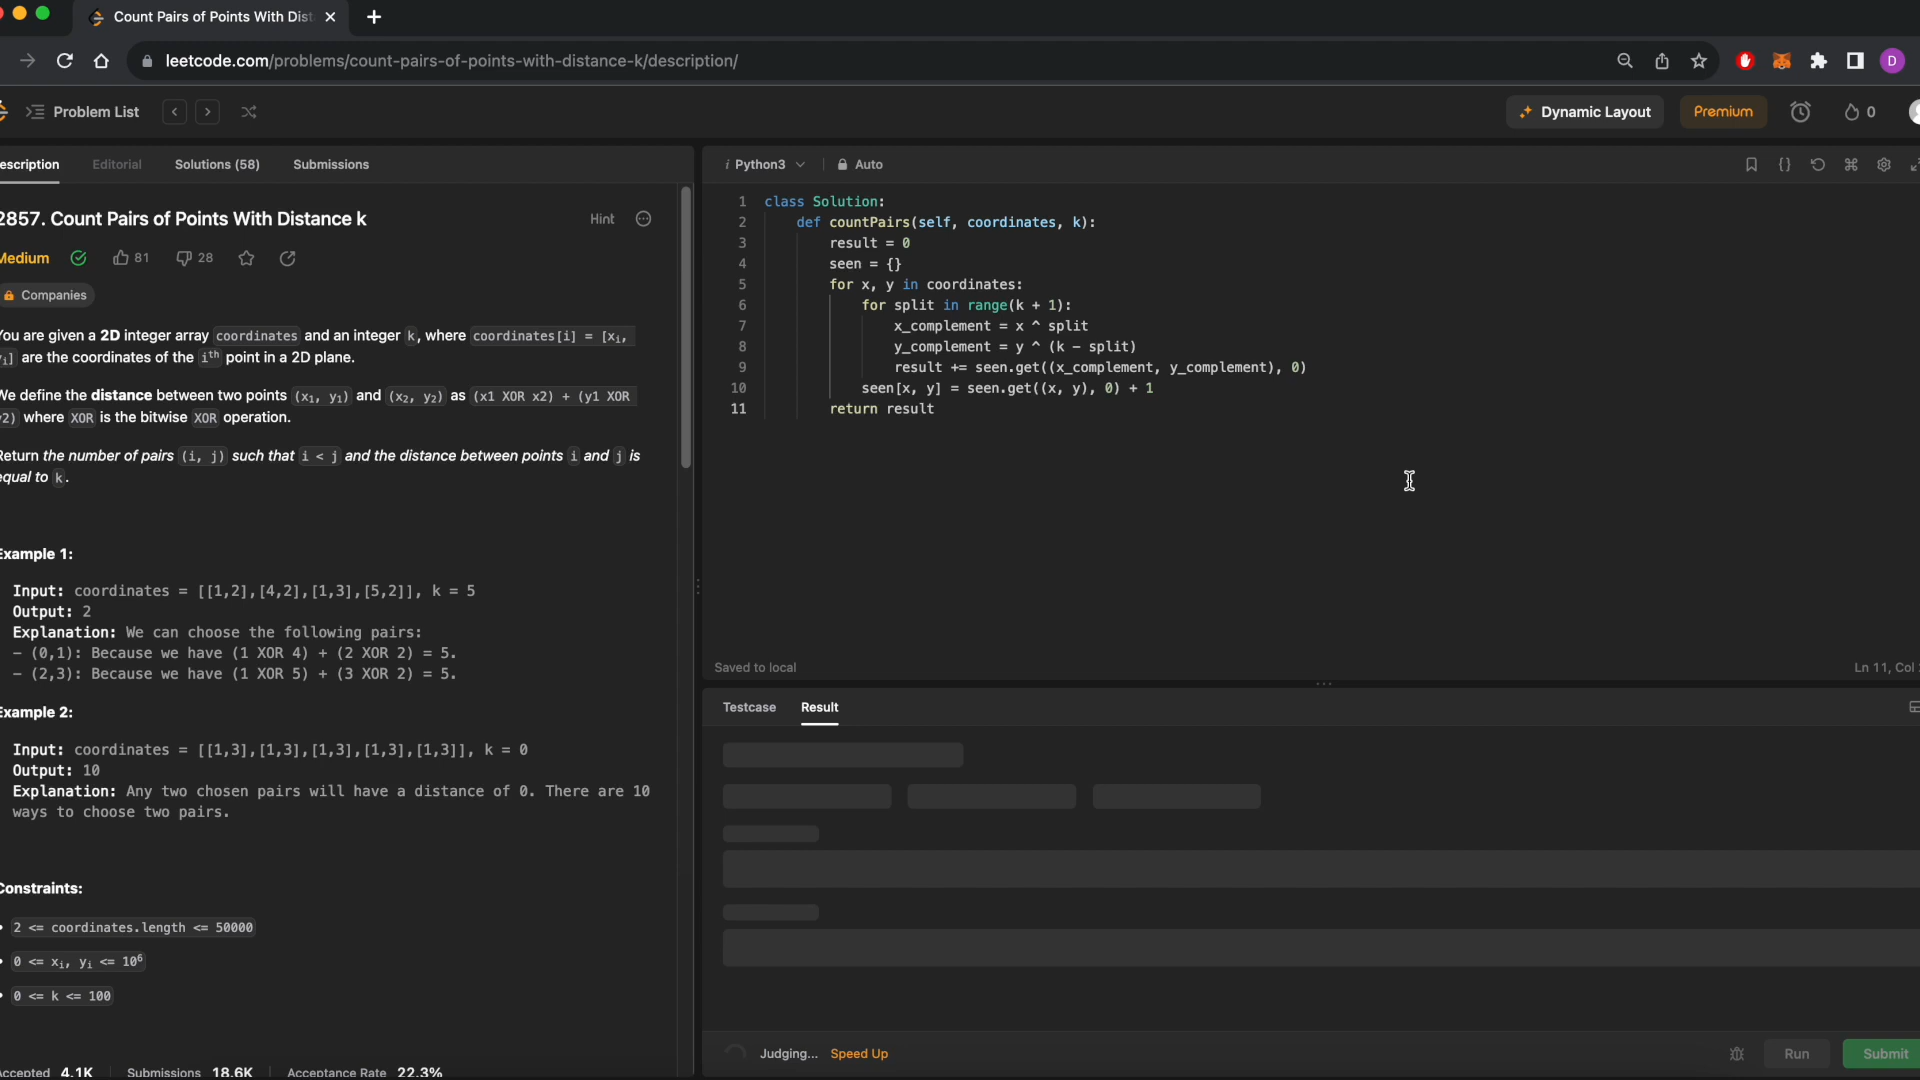 Count Pairs of Points With Dist
leetcode.com/problems/count-pairs-of-points-with-distance-k/description/
D
Problem List
Dynamic Layout
Premium
0
escription
Editorial
Solutions (58)
Submissions
2857. Count Pairs of Points With Distance k
Hint
Medium
81
28
Companies
You are given a 2D integer array coordinates and an integer k, where coordinates[i] = [xi,
yi] are the coordinates of the ith point in a 2D plane.
We define the distance between two points (x1, y1) and (x2, y2) as (x1 XOR x2) + (y1 XOR
y2) where XOR is the bitwise XOR operation.
Return the number of pairs (i, j) such that i < j and the distance between points i and j is
equal to k.
Example 1:
Input: coordinates = [[1,2],[4,2],[1,3],[5,2]], k = 5
Output: 2
Explanation: We can choose the following pairs:
- (0,1): Because we have (1 XOR 4) + (2 XOR 2) = 5.
- (2,3): Because we have (1 XOR 5) + (3 XOR 2) = 5.
Example 2:
Input: coordinates = [[1,3],[1,3],[1,3],[1,3],[1,3]], k = 0
Output: 10
Explanation: Any two chosen pairs will have a distance of 0. There are 10
ways to choose two pairs.
Constraints:
2 <= coordinates.length <= 50000
0 <= xi, yi <= 10^6
0 <= k <= 100
Accepted 4.1K
Submissions 18.6K
Acceptance Rate 22.3%
i Python3
Auto
1 class Solution:
2 def countPairs(self, coordinates, k):
3 result = 0
4 seen = {}
5 for x, y in coordinates:
6 for split in range(k + 1):
7 x_complement = x ^ split
8 y_complement = y ^ (k - split)
9 result += seen.get((x_complement, y_complement), 0)
10 seen[x, y] = seen.get((x, y), 0) + 1
11 return result
Saved to local
Ln 11, Col
Testcase
Result
Judging...
Speed Up
Run
Submit